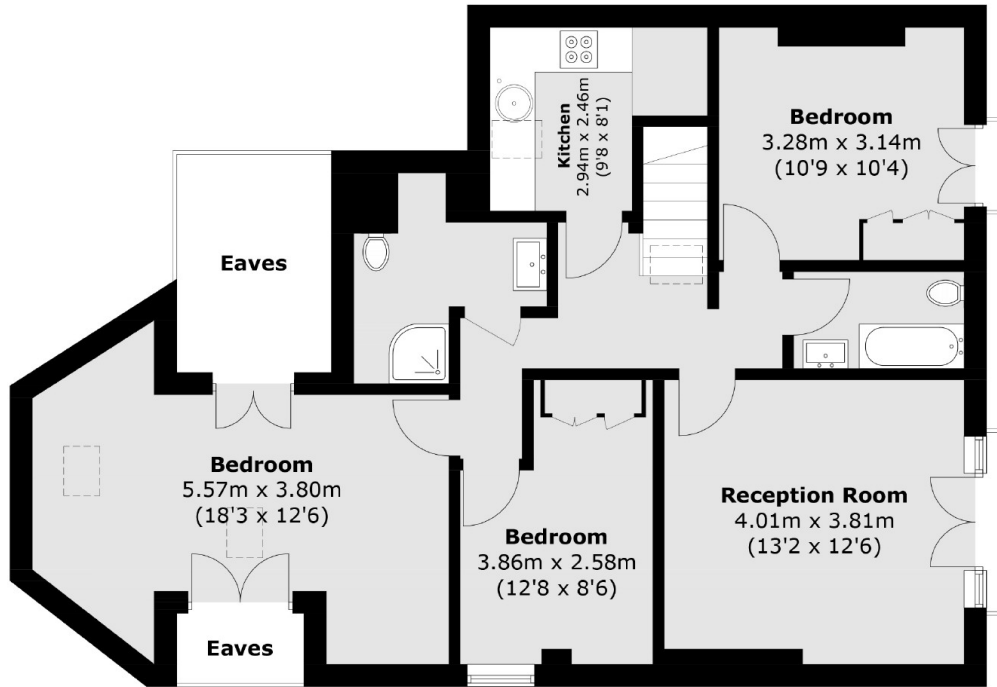 Kitchen
2.94m x 2.46m
(9'8 x 8'1)
Bedroom
3.28m x 3.14m
(10'9 x 10'4)
Eaves
Bedroom
5.57m x 3.80m
(18'3 x 12'6)
Bedroom
3.86m x 2.58m
(12'8 x 8'6)
Reception Room
4.01m x 3.81m
(13'2 x 12'6)
Eaves